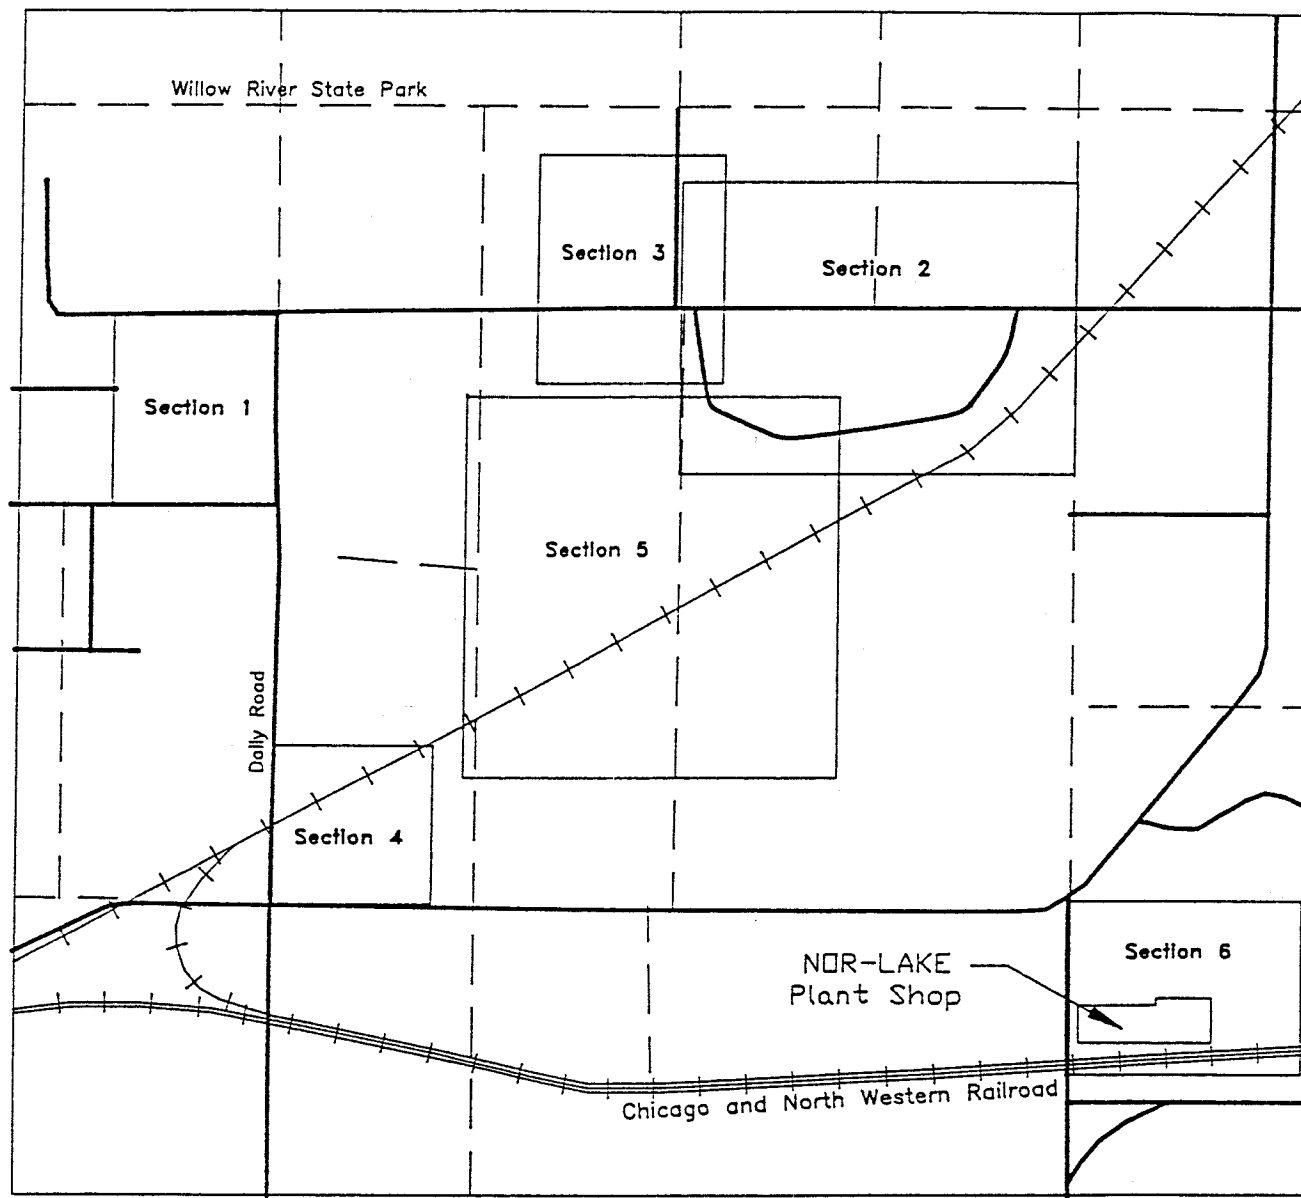 Willow River State Park
Section 3
Section 2
Section 1
Section 5
Dally Road
Section 4
Section 6
NOR-LAKE
Plant Shop
Chicago and North Western Railroad